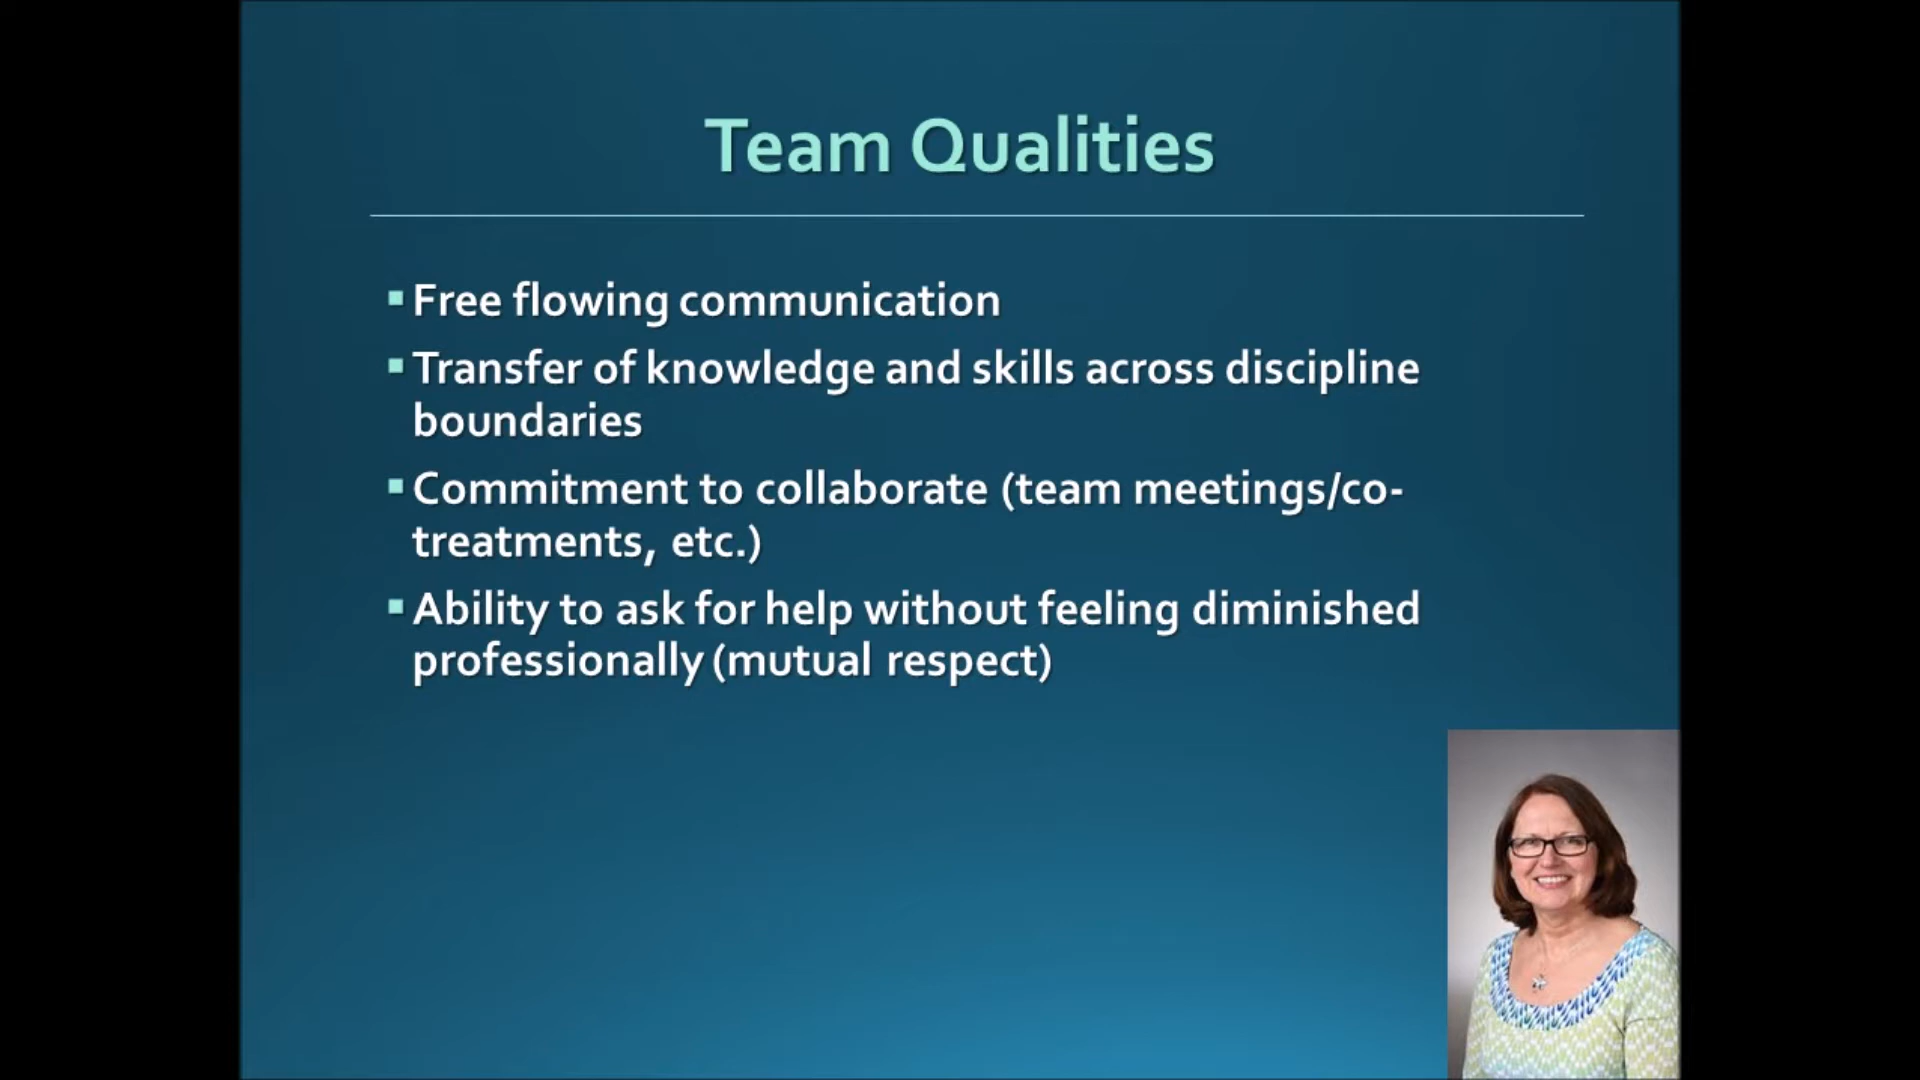 Team Qualities
Free flowing communication
Transfer of knowledge and skills across discipline
boundaries
Commitment to collaborate (team meetings/co-
treatments, etc.)
Ability to ask for help without feeling diminished
professionally (mutual respect)